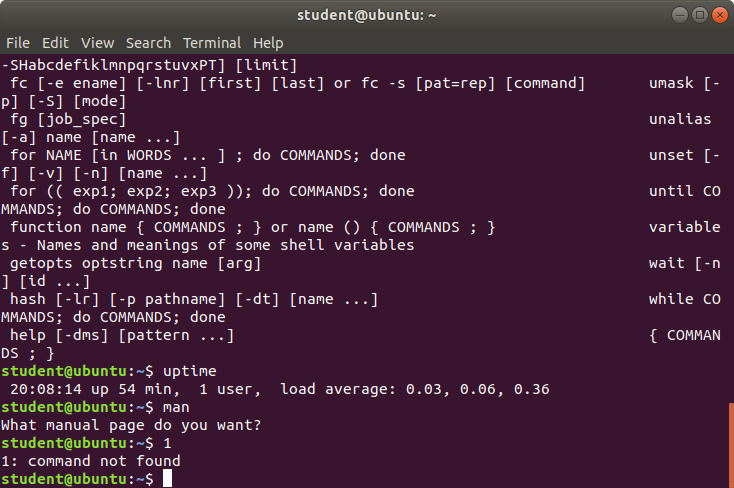 student@ubuntu: ~
File Edit View Search Terminal Help
-SHabcdefiklmnpqrstuvxPT] [limit]
 fc [-e ename] [-lnr] [first] [last] or fc -s [pat=rep] [command]       umask [-
p] [-S] [mode]
 fg [job_spec]                                                          unalias 
[-a] name [name ...]
 for NAME [in WORDS ... ] ; do COMMANDS; done                           unset [-
f] [-v] [-n] [name ...]
 for (( exp1; exp2; exp3 )); do COMMANDS; done                          until CO
MMANDS; do COMMANDS; done
 function name { COMMANDS ; } or name () { COMMANDS ; }                 variable
s - Names and meanings of some shell variables
 getopts optstring name [arg]                                           wait [-n
] [id ...]
 hash [-lr] [-p pathname] [-dt] [name ...]                              while CO
MMANDS; do COMMANDS; done
 help [-dms] [pattern ...]                                              { COMMAN
DS ; }
student@ubuntu:~$ uptime
 20:08:14 up 54 min,  1 user,  load average: 0.03, 0.06, 0.36
student@ubuntu:~$ man
What manual page do you want?
student@ubuntu:~$ 1
1: command not found
student@ubuntu:~$